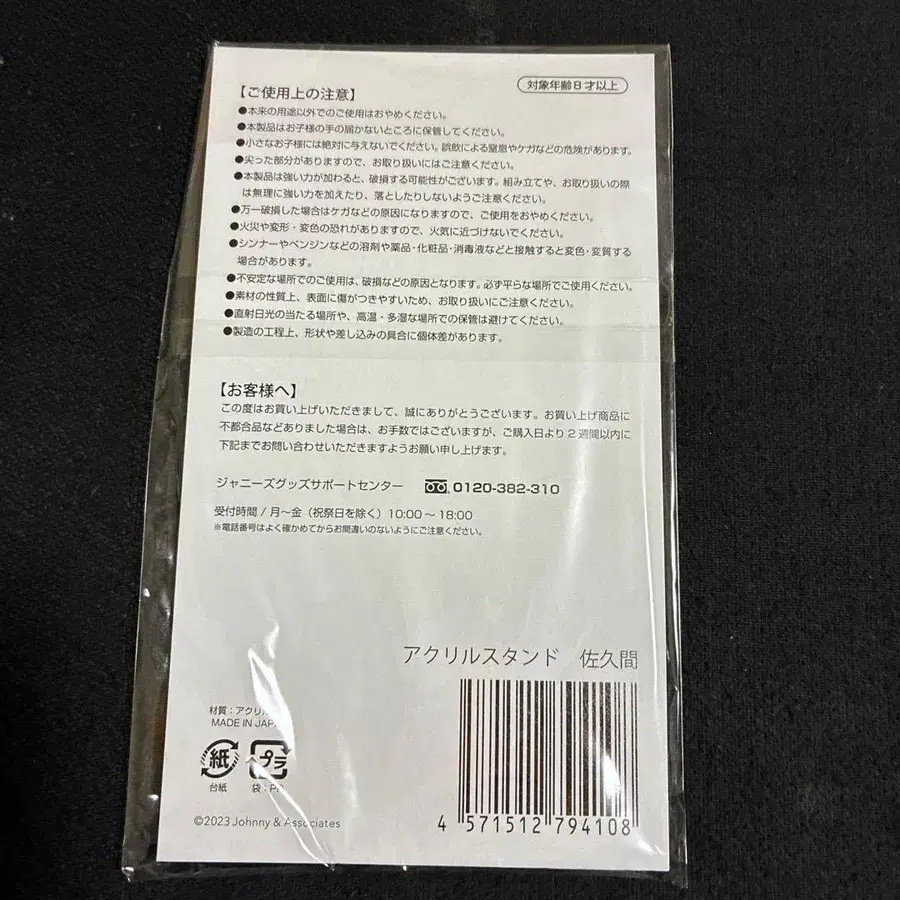 対象年齢8才以上
【ご使用上の注意】
●本来の用途以外でのご使用はおやめください。
●本製品はお子様の手の届かないところに保管してください。
●小さなお子様には絶対に与えないでください。誤飲による窒息やケガなどの危険があります。
●尖った部分がありますので、お取り扱いにはご注意ください。
●本製品は強い力が加わると、破損する可能性がございます。組み立てや、お取り扱いの際
は無理に強い力を加えたり、落としたりしないようご注意ください。
●万一破損した場合はケガなどの原因になりますので、ご使用をおやめください。
●火災や変形・変色の恐れがありますので、火気に近づけないでください。
●シンナーやベンジンなどの溶剤や薬品・化粧品・消毒液などと接触すると変色・変質する
場合があります。
●不安定な場所でのご使用は、破損などの原因となります。必ず平らな場所でご使用ください。
●素材の性質上、表面に傷がつきやすいため、お取り扱いにご注意ください。
●直射日光の当たる場所や、高温・多湿な場所での保管は避けてください。
●製造の工程上、形状や差し込みの具合に個体差があります。
【お客様へ】
この度はお買い上げいただきまして、誠にありがとうございます。お買い上げ商品に
不都合品などありました場合は、お手数ではございますが、ご購入日より2週間以内に
下記までお問い合わせいただきますようお願い申し上げます。
ジャニーズグッズサポートセンター 0120-382-310
受付時間/月〜金（祝祭日を除く）10:00〜18:00
※電話番号はよく確かめてからお間違いのないようにご注意ください。
アクリルスタンド 佐久間
材質：アクリル
MADE IN JAPAN
紙 プラ
台紙 袋：PP
©2023 Johnny & Associates
4 571512 794108